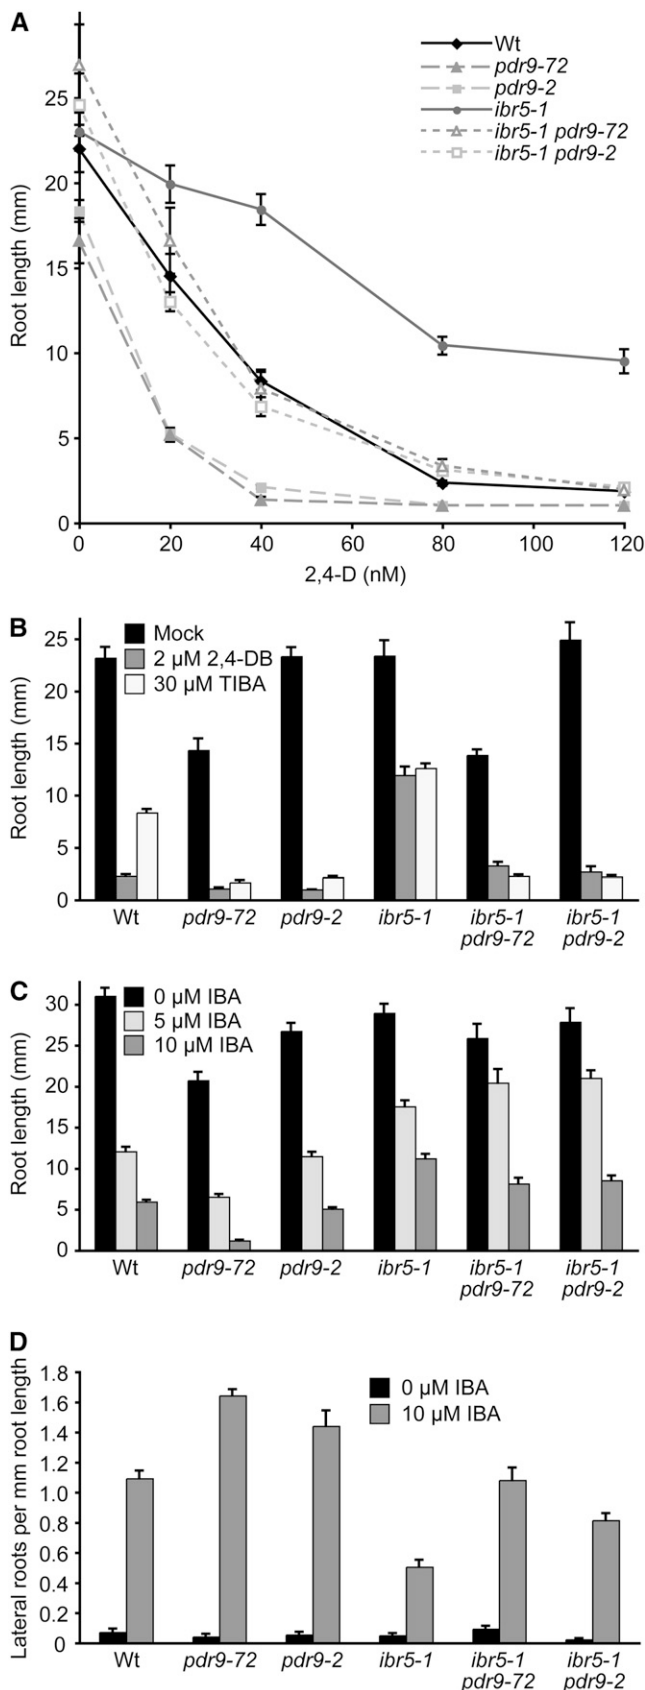 A
Wt
pdr9-72
pdr9-2
ibr5-1
ibr5-1 pdr9-72
ibr5-1 pdr9-2
Root length (mm)
25
20
15
10
5
0
0 20 40 60 80 100 120
2,4-D (nM)
B
Mock
2 µM 2,4-DB
30 µM TIBA
Root length (mm)
25
20
15
10
5
0
Wt pdr9-72 pdr9-2 ibr5-1 ibr5-1 ibr5-1
pdr9-72 pdr9-2
C
0 µM IBA
5 µM IBA
10 µM IBA
Root length (mm)
30
25
20
15
10
5
0
Wt pdr9-72 pdr9-2 ibr5-1 ibr5-1 ibr5-1
pdr9-72 pdr9-2
D
0 µM IBA
10 µM IBA
Lateral roots per mm root length
1.8
1.6
1.4
1.2
1.0
0.8
0.6
0.4
0.2
0
Wt pdr9-72 pdr9-2 ibr5-1 ibr5-1 ibr5-1
pdr9-72 pdr9-2